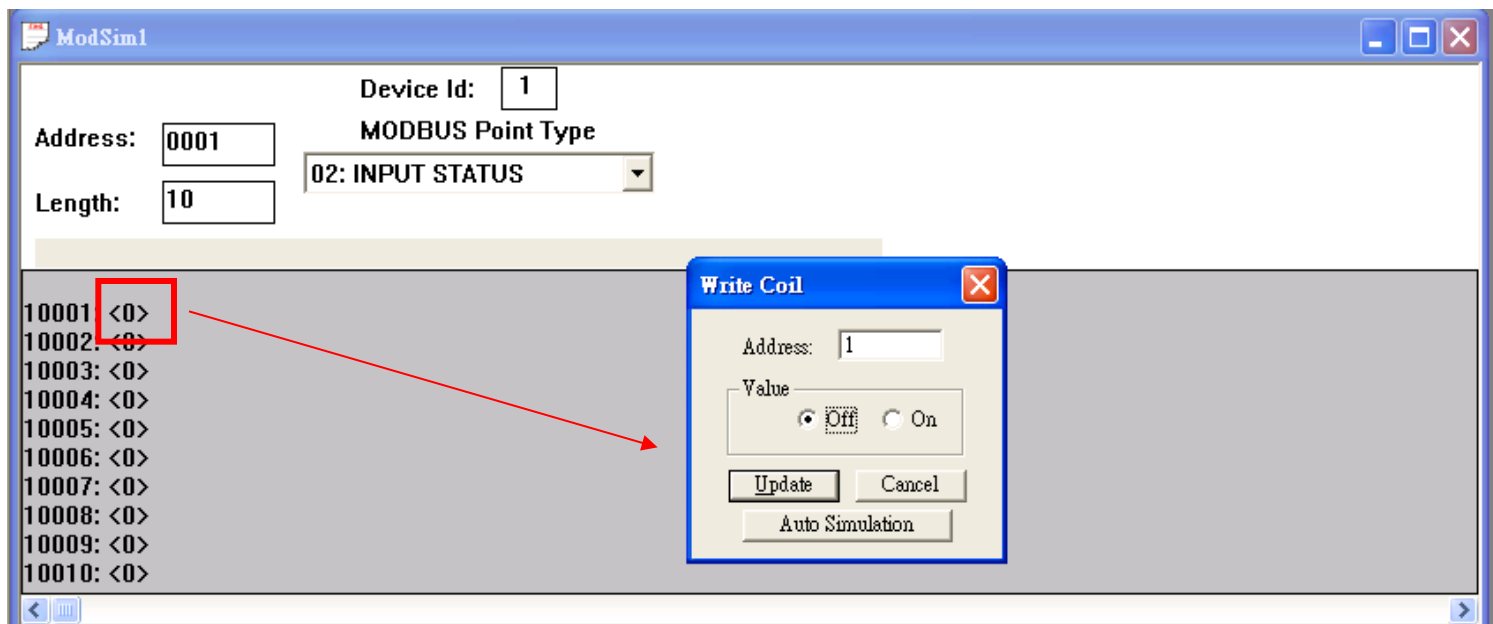 ModSim1
Device Id: 1
Address: 0001
MODBUS Point Type
02: INPUT STATUS
Length: 10
10001: <0>
10002: <0>
10003: <0>
10004: <0>
10005: <0>
10006: <0>
10007: <0>
10008: <0>
10009: <0>
10010: <0>
Write Coil
Address: 1
Value
Off On
Update Cancel
Auto Simulation